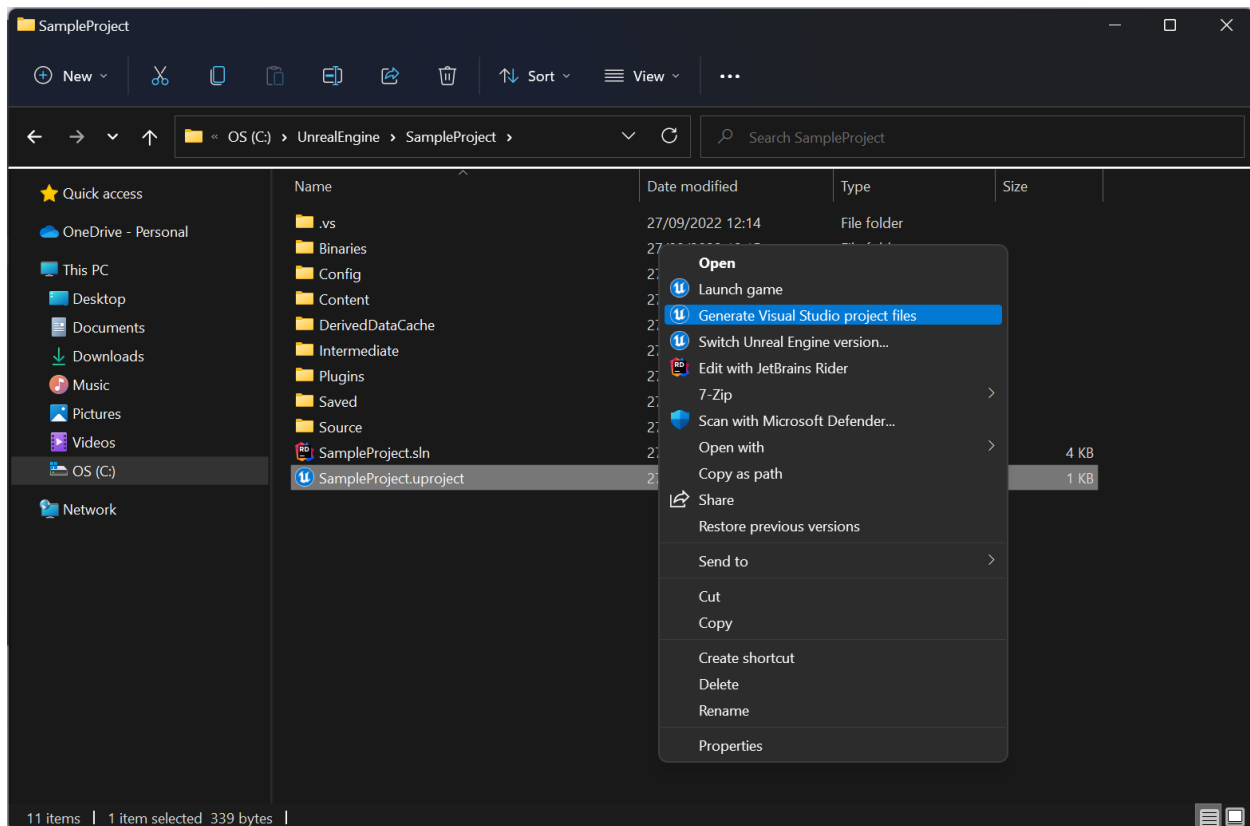 SampleProject
New
Sort
View
« OS (C:) > UnrealEngine > SampleProject >
Search SampleProject
Quick access
OneDrive - Personal
This PC
Desktop
Documents
Downloads
Music
Pictures
Videos
OS (C:)
Network
Name Date modified Type Size
.vs 27/09/2022 12:14 File folder
Binaries
Config
Content
DerivedDataCache
Intermediate
Plugins
Saved
Source
SampleProject.sln 4 KB
SampleProject.uproject 1 KB
Open
Launch game
Generate Visual Studio project files
Switch Unreal Engine version...
Edit with JetBrains Rider
7-Zip
Scan with Microsoft Defender...
Open with
Copy as path
Share
Restore previous versions
Send to
Cut
Copy
Create shortcut
Delete
Rename
Properties
11 items 1 item selected 339 bytes